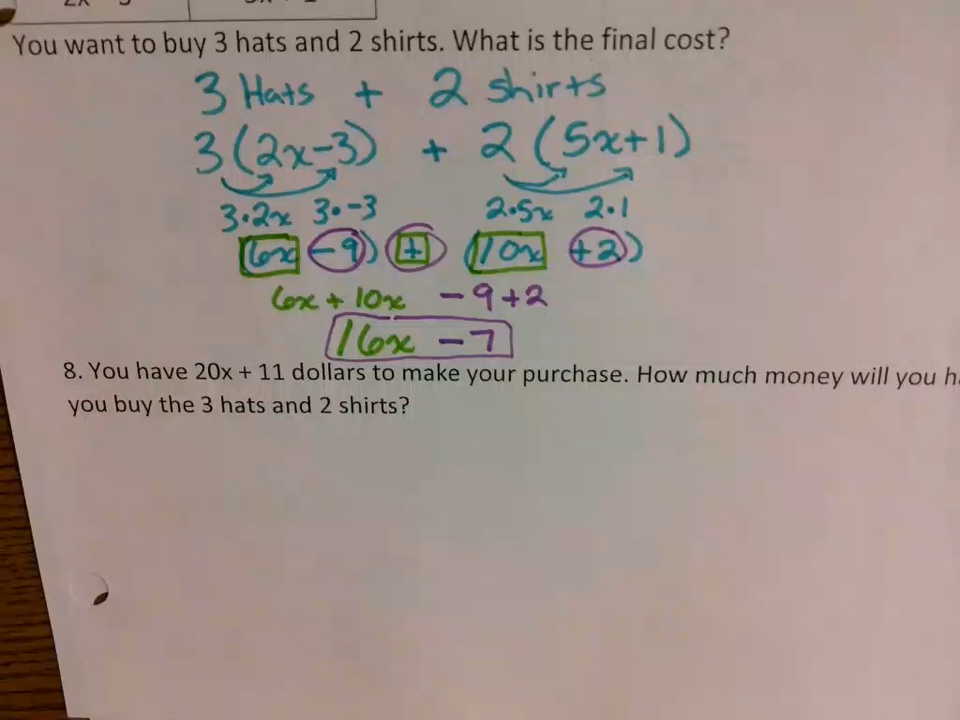 You want to buy 3 hats and 2 shirts. What is the final cost?
3 Hats + 2 shirts
3(2x-3) + 2(5x+1)
3·2x 3·-3 2·5x 2·1
(6x -9) + (10x +2)
6x + 10x -9+2
16x -7
8. You have 20x + 11 dollars to make your purchase. How much money will you
you buy the 3 hats and 2 shirts?